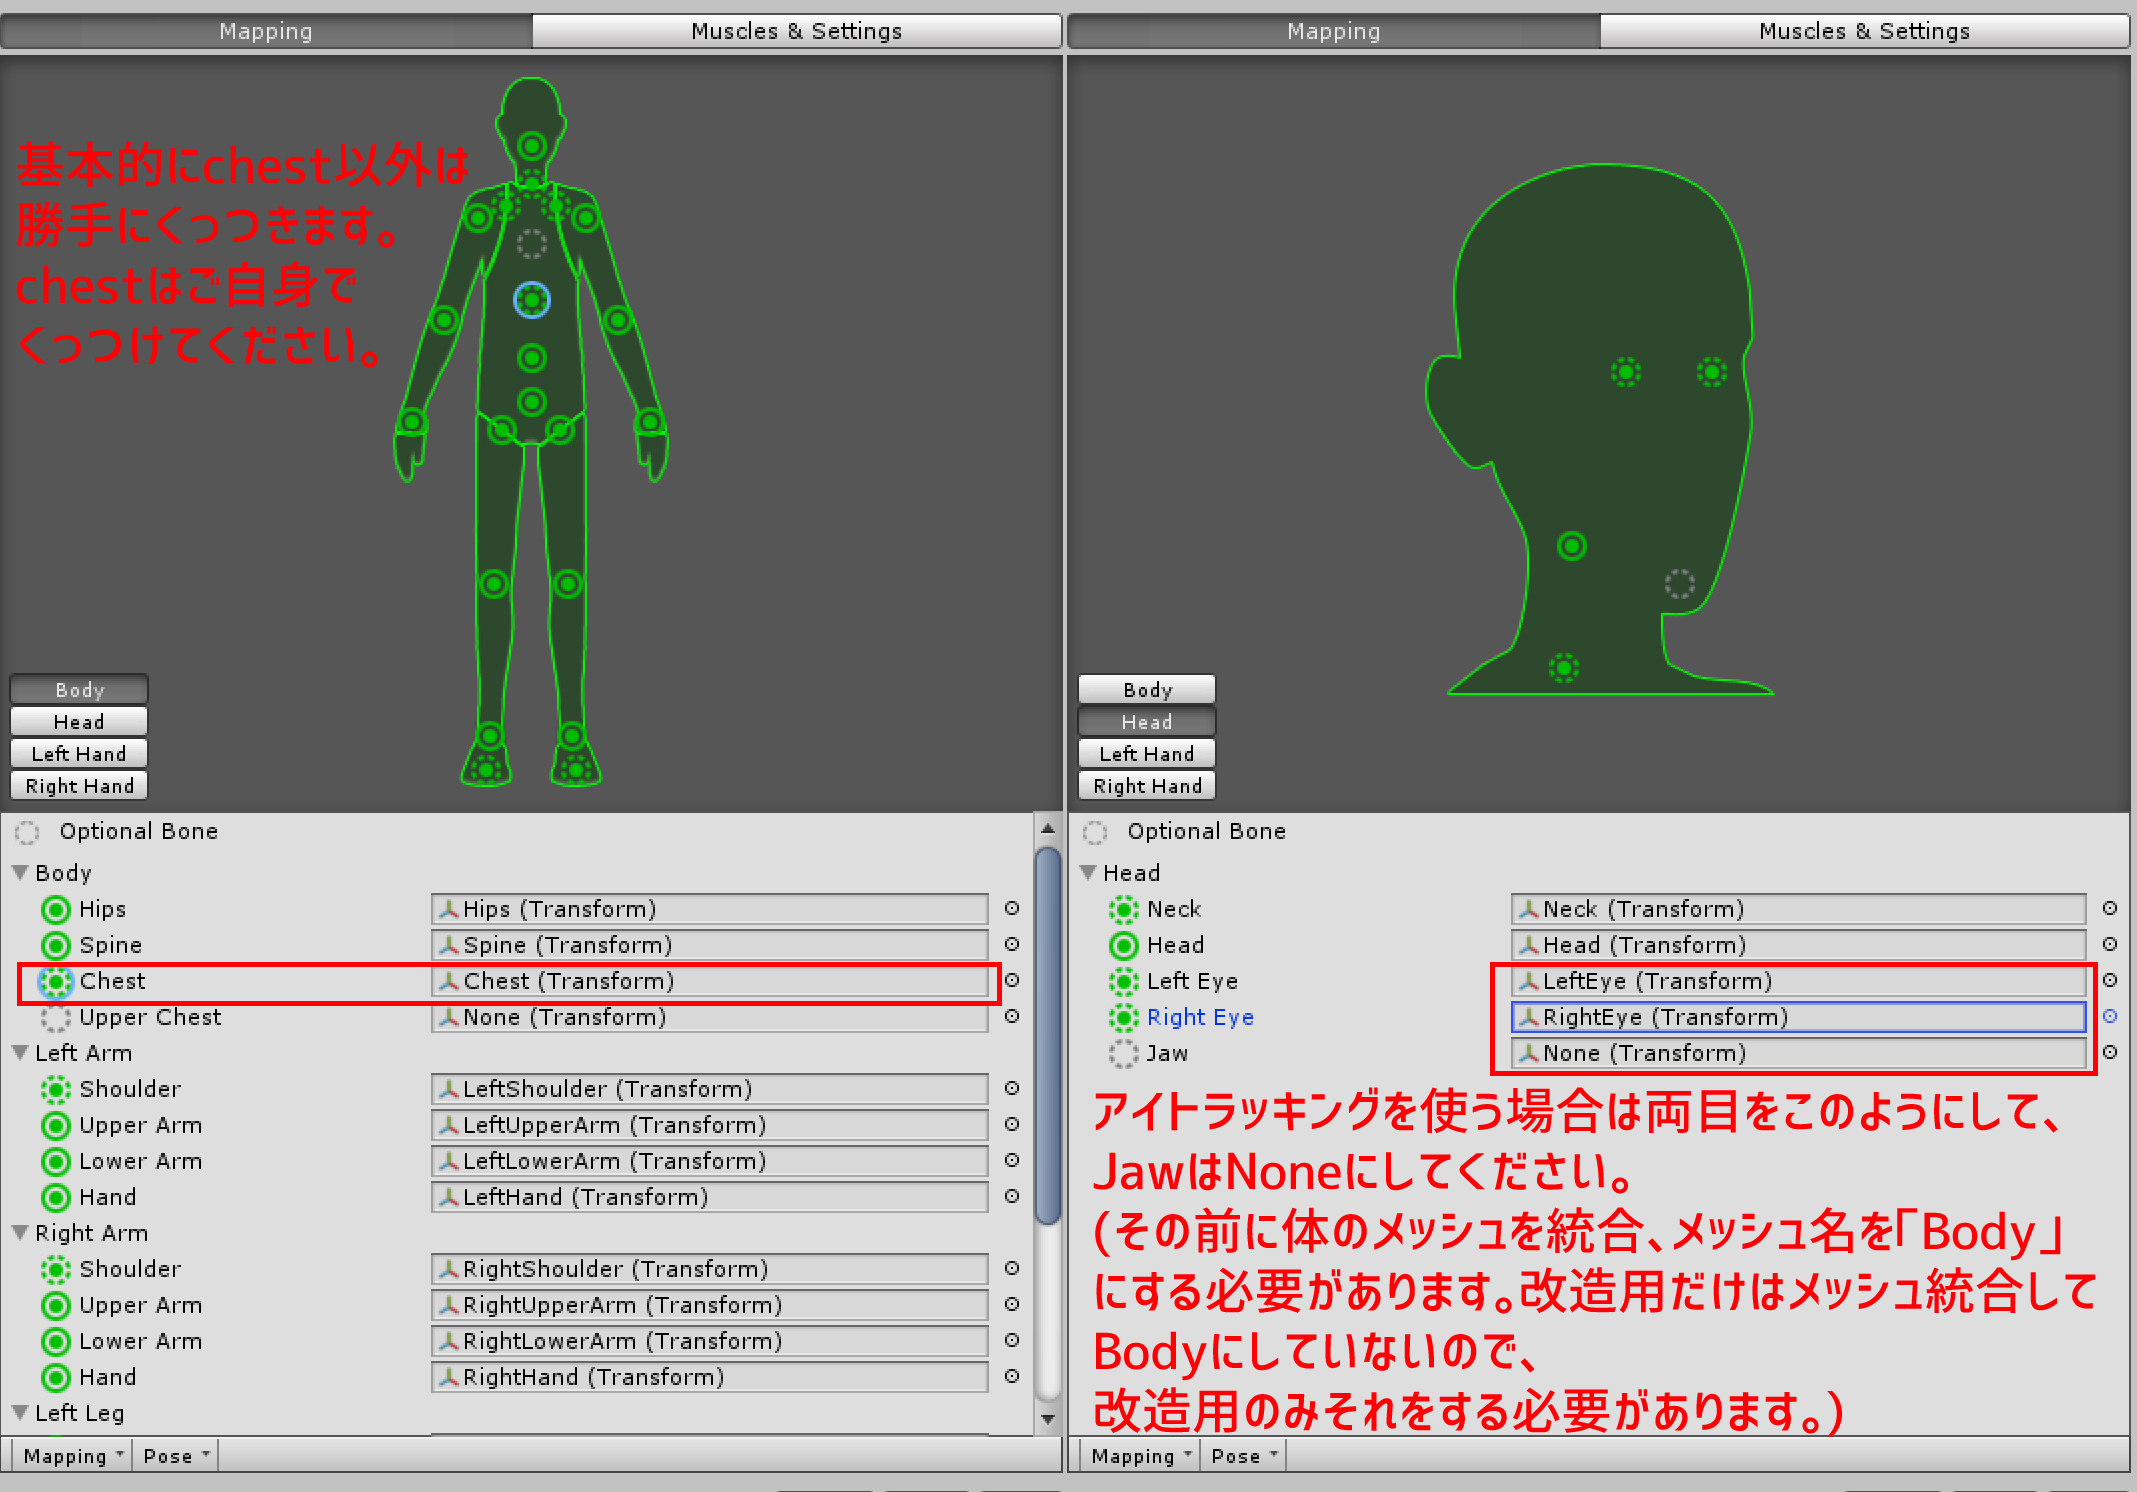 Mapping
Muscles & Settings
基本的にchest以外は
勝手にくっつきます。
chestはご自身で
くっつけてください。
Body
Head
Left Hand
Right Hand
Optional Bone
Body
Hips
Hips (Transform)
Spine
Spine (Transform)
Chest
Chest (Transform)
Upper Chest
None (Transform)
Left Arm
Shoulder
LeftShoulder (Transform)
Upper Arm
LeftUpperArm (Transform)
Lower Arm
LeftLowerArm (Transform)
Hand
LeftHand (Transform)
Right Arm
Shoulder
RightShoulder (Transform)
Upper Arm
RightUpperArm (Transform)
Lower Arm
RightLowerArm (Transform)
Hand
RightHand (Transform)
Left Leg
Mapping
Pose
Mapping
Muscles & Settings
Body
Head
Left Hand
Right Hand
Optional Bone
Head
Neck
Neck (Transform)
Head
Head (Transform)
Left Eye
LeftEye (Transform)
Right Eye
RightEye (Transform)
Jaw
None (Transform)
アイトラッキングを使う場合は両目をこのようにして、
JawはNoneにしてください。
(その前に体のメッシュを統合、メッシュ名を「Body」
にする必要があります。改造用だけはメッシュ統合して
Bodyにしていないので、
改造用のみそれをする必要があります。)
Mapping
Pose